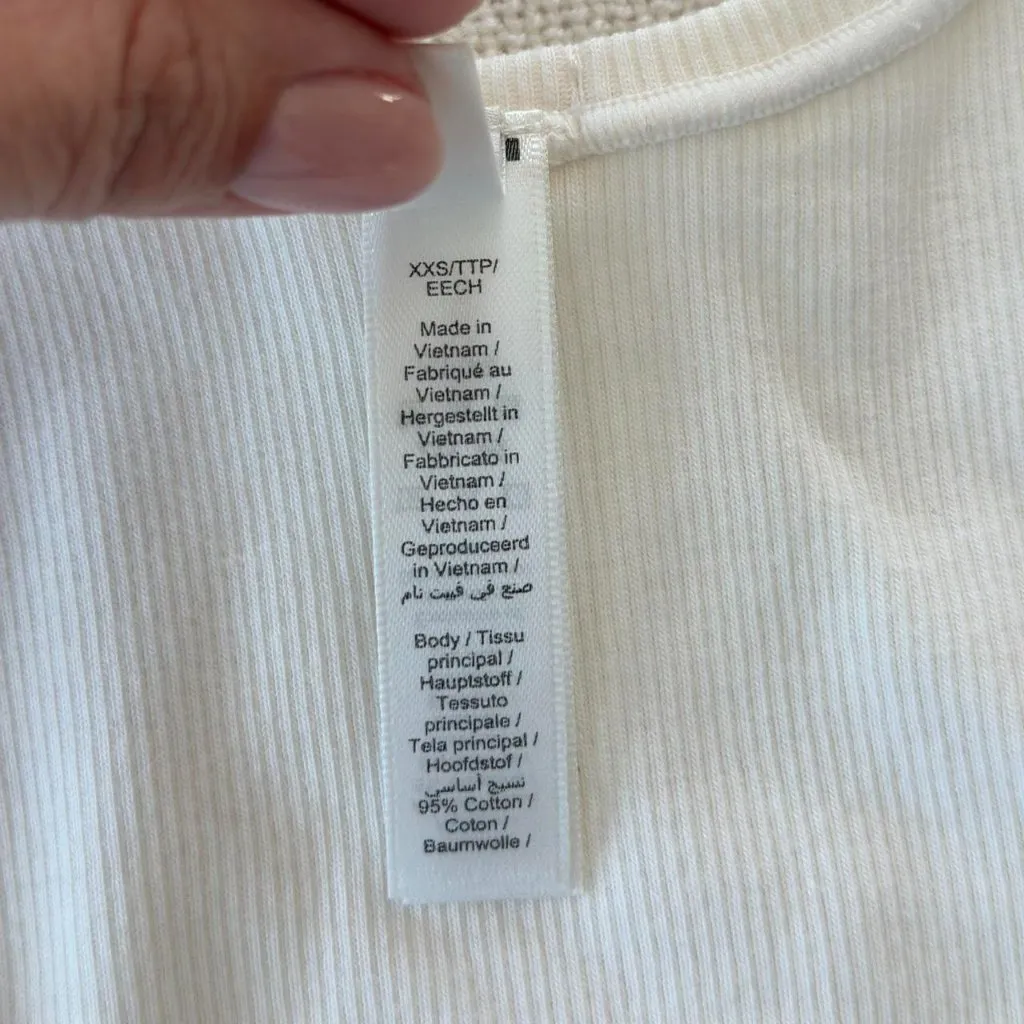 XXS/TTP/
EECH
Made in
Vietnam /
Fabriqué au
Vietnam /
Hergestellt in
Vietnam /
Fabbricato in
Vietnam /
Hecho en
Vietnam /
Geproduceerd
in Vietnam /
صنع في فييت نام
Body / Tissu
principal /
Hauptstoff /
Tessuto
principale /
Tela principal /
Hoofdstof /
نسيج أساسي
95% Cotton /
Coton /
Baumwolle /